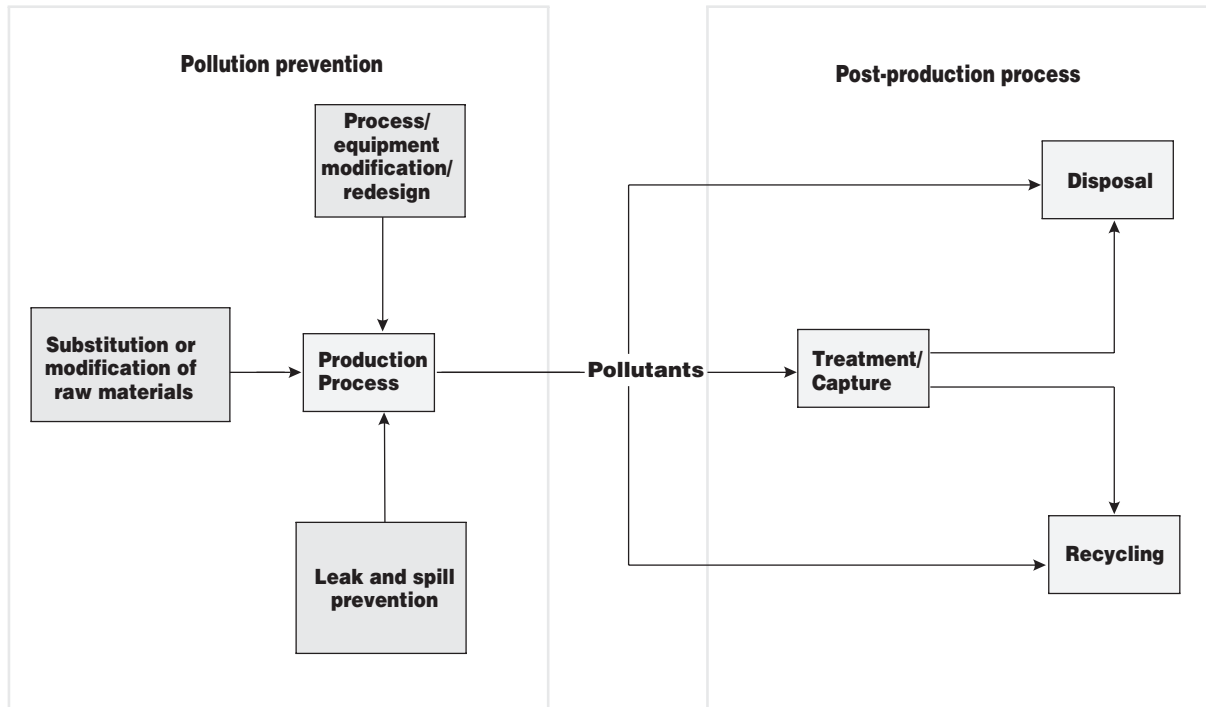 Pollution prevention
Process/
equipment
modification/
redesign
Substitution or
modification of
raw materials
Production
Process
Leak and spill
prevention
Pollutants
Post-production process
Disposal
Treatment/
Capture
Recycling